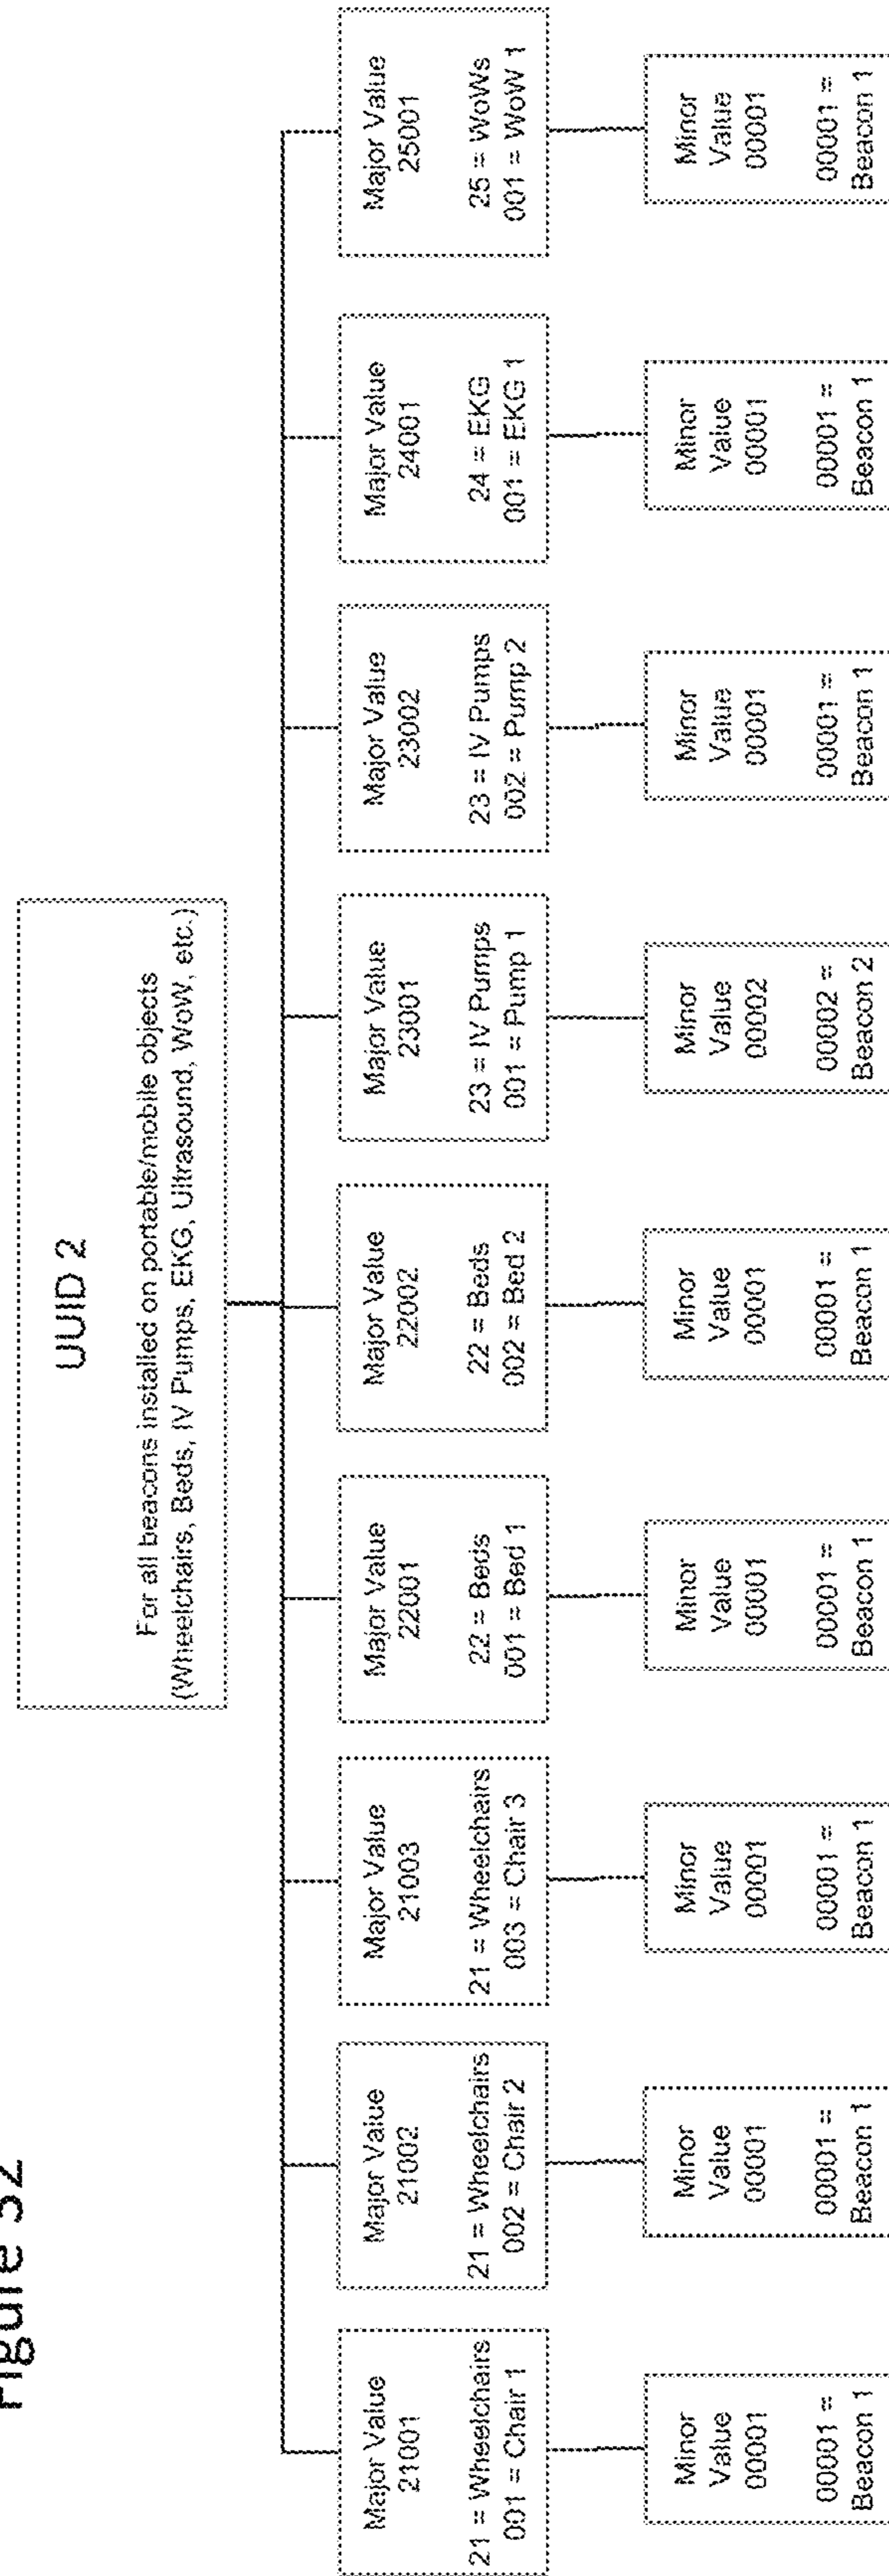 Figure 32
UUID 2
For all beacons installed on portable/mobile objects
(Wheelchairs, Beds, IV Pumps, EKG, Ultrasound, WoW, etc.)
Major Value
21001
21 = Wheelchairs
001 = Chair 1
Major Value
21002
21 = Wheelchairs
002 = Chair 2
Major Value
21003
21 = Wheelchairs
003 = Chair 3
Major Value
22001
22 = Beds
001 = Bed 1
Major Value
22002
22 = Beds
002 = Bed 2
Major Value
23001
23 = IV Pumps
001 = Pump 1
Major Value
23002
23 = IV Pumps
002 = Pump 2
Major Value
24001
24 = EKG
001 = EKG 1
Major Value
25001
25 = WoWs
001 = WoW 1
Minor
Value
00001
00001 =
Beacon 1
Minor
Value
00001
00001 =
Beacon 1
Minor
Value
00001
00001 =
Beacon 1
Minor
Value
00001
00001 =
Beacon 1
Minor
Value
00001
00001 =
Beacon 1
Minor
Value
00002
00002 =
Beacon 2
Minor
Value
00001
00001 =
Beacon 1
Minor
Value
00001
00001 =
Beacon 1
Minor
Value
00001
00001 =
Beacon 1